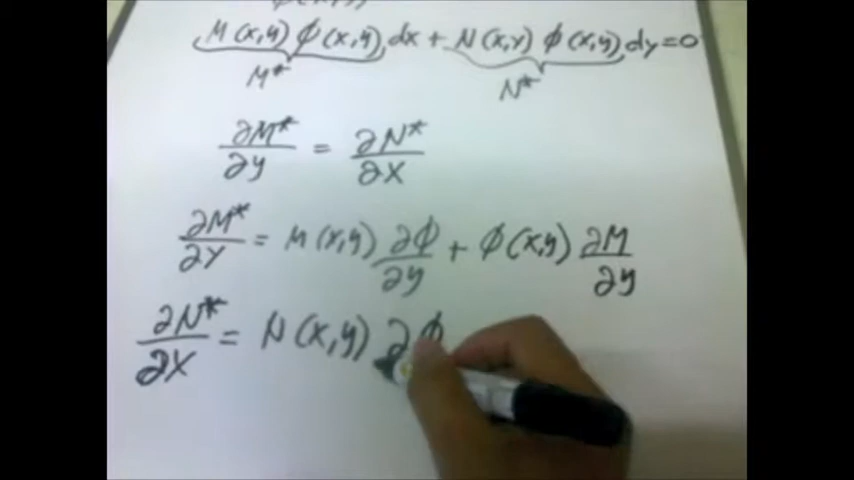 M(x,y) ϕ(x,y) dx + N(x,y) ϕ(x,y) dy = 0
M* N*
∂M*/∂y = ∂N*/∂x
∂M*/∂y = M(x,y) ∂ϕ/∂y + ϕ(x,y) ∂M/∂y
∂N*/∂x = N(x,y) ∂ϕ